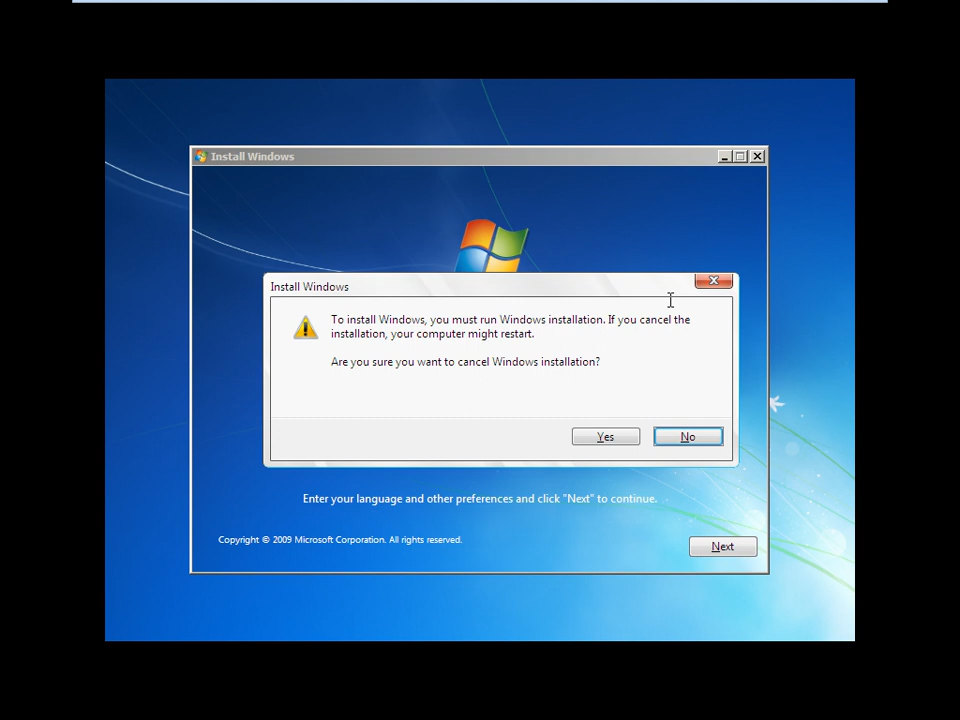 Install Windows
Install Windows
To install Windows, you must run Windows installation. If you cancel the
installation, your computer might restart.
Are you sure you want to cancel Windows installation?
Yes
No
Enter your language and other preferences and click "Next" to continue.
Copyright © 2009 Microsoft Corporation. All rights reserved.
Next